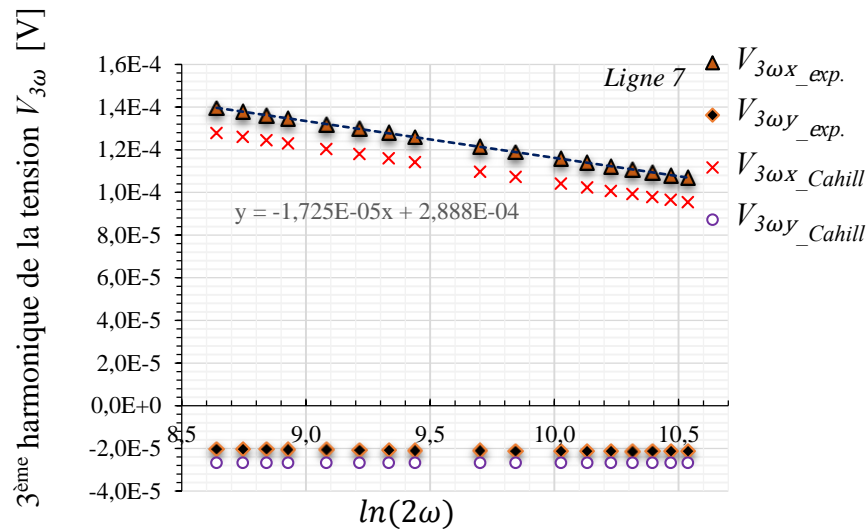 3ème harmonique de la tension V3ω [V]
1,6E-4
1,4E-4
1,2E-4
1,0E-4
8,0E-5
6,0E-5
4,0E-5
2,0E-5
0,0E+0
-2,0E-5
-4,0E-5
8,5 9,0 9,5 10,0 10,5
ln(2ω)
Ligne 7
y = -1,725E-05x + 2,888E-04
V3ωx_exp.
V3ωy_exp.
V3ωx_Cahill
V3ωy_Cahill